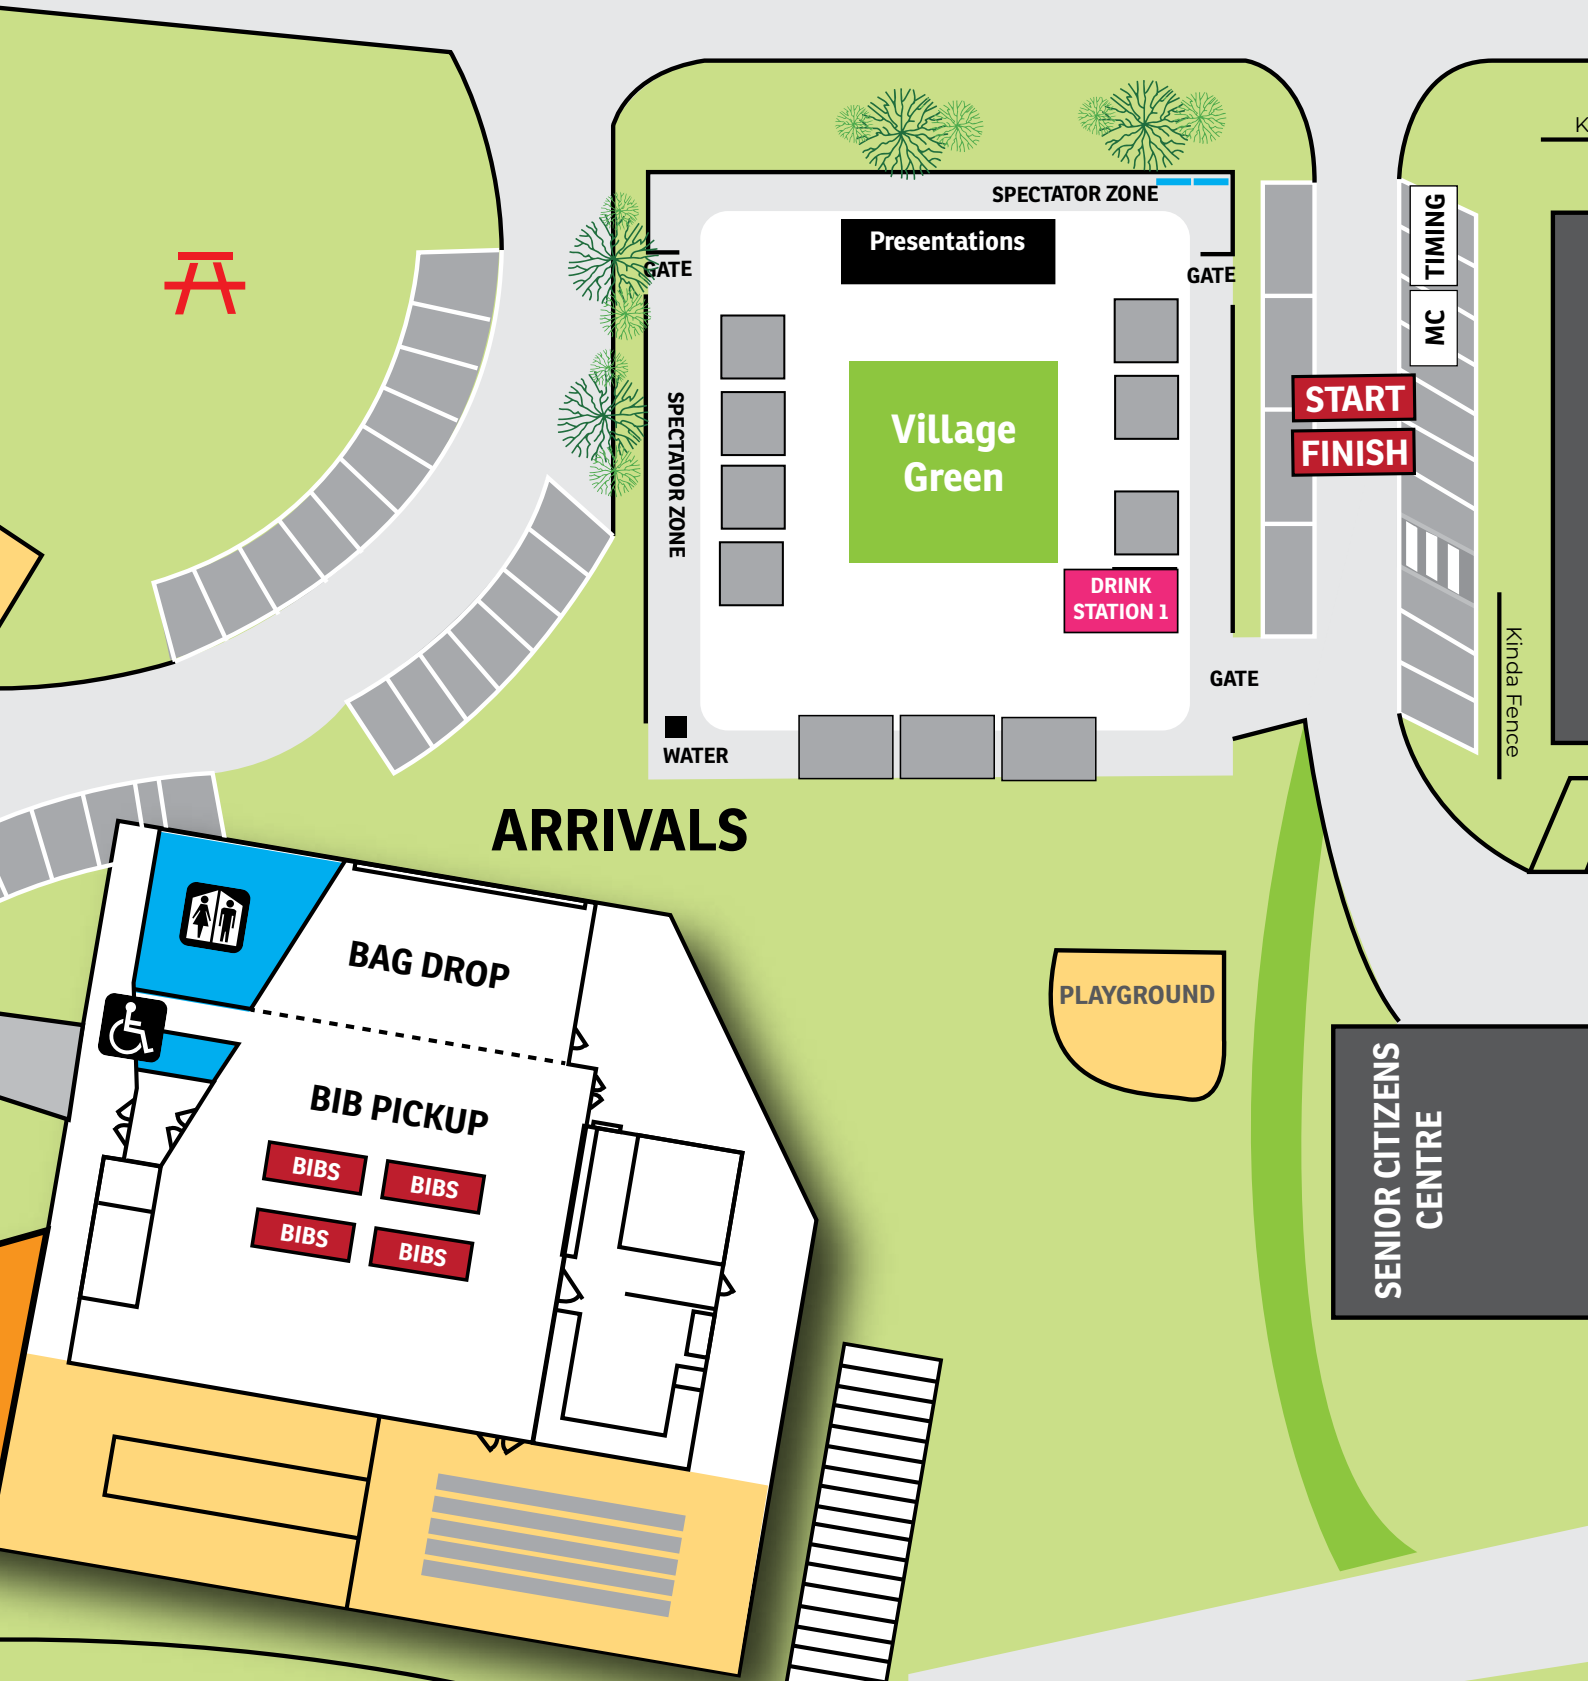 K
SPECTATOR ZONE
TIMING
Presentations
GATE
GATE
MC
START
FINISH
SPECTATOR ZONE
Village
Green
DRINK
STATION 1
GATE
Kinda Fence
WATER
ARRIVALS
BAG DROP
PLAYGROUND
BIB PICKUP
SENIOR CITIZENS
CENTRE
BIBS
BIBS
BIBS
BIBS